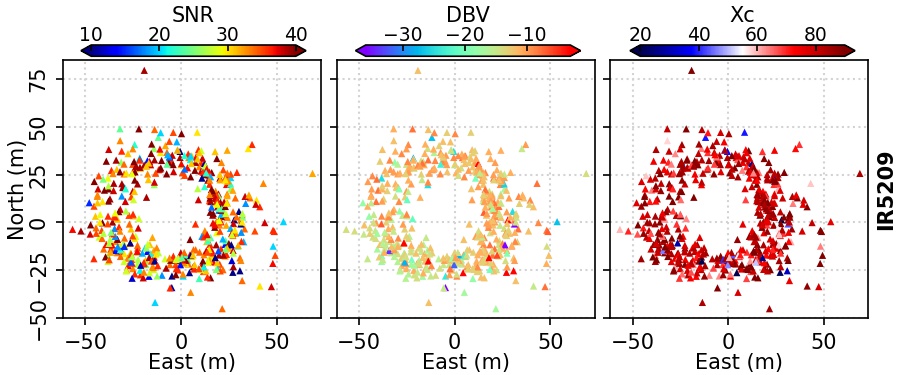 SNR DBV Xc
10 20 30 40 −30 −20 −10 20 40 60 80
75
50
25
0
−25
−50
North (m)
−50 0 50 −50 0 50 −50 0 50
East (m) East (m) East (m)
IR5209